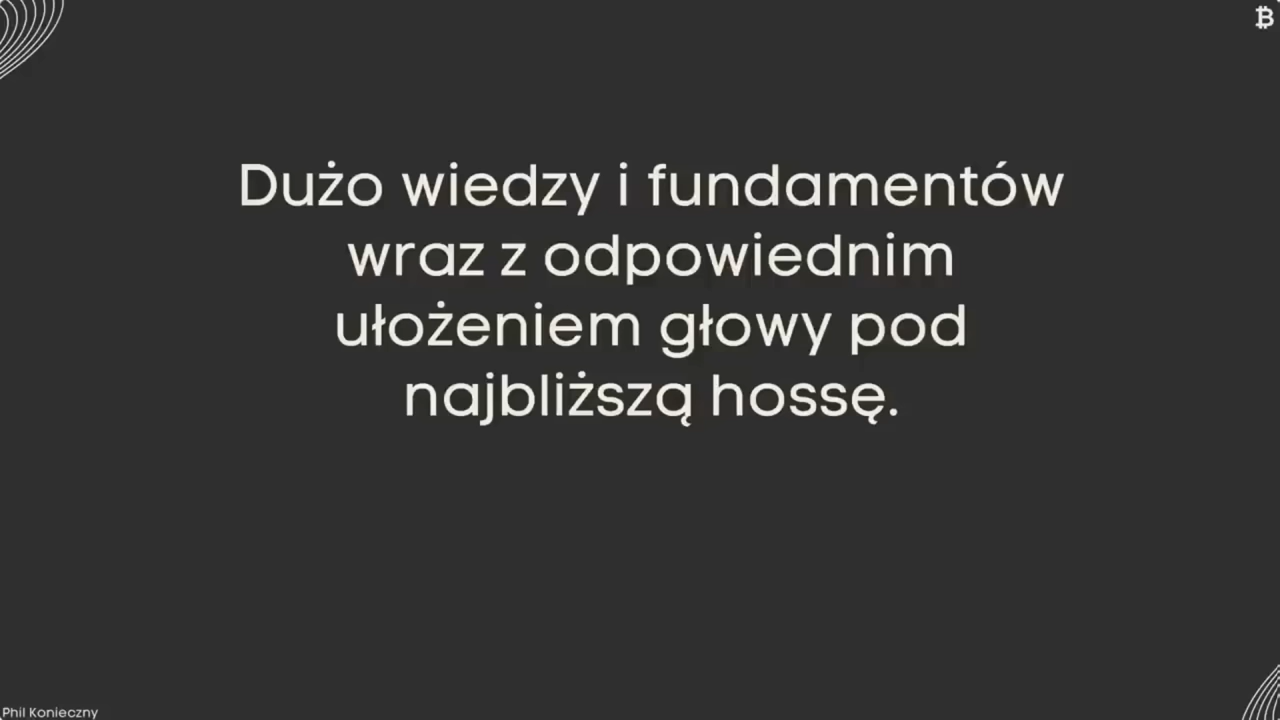 Dużo wiedzy i fundamentów
wraz z odpowiednim
ułożeniem głowy pod
najbliższą hossę.
Phil Konieczny